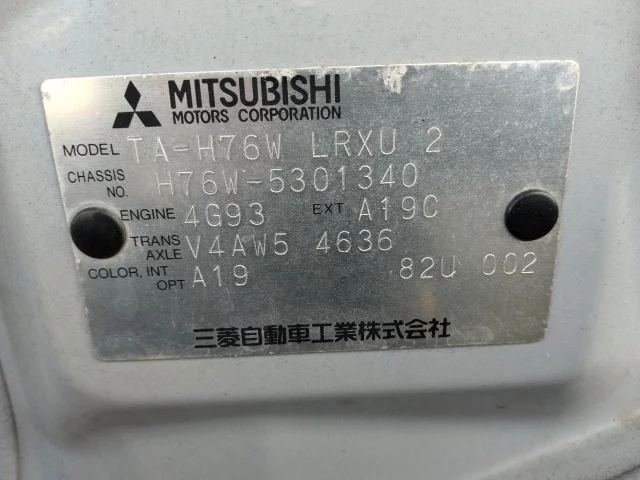 MITSUBISHI
MOTORS CORPORATION
MODEL TA-H76W LRXU 2
CHASSIS NO. H76W-5301340
ENGINE 4G93 EXT A19C
TRANS AXLE V4AW5 4636
COLOR, INT OPT A19 82U 002
三菱自動車工業株式会社